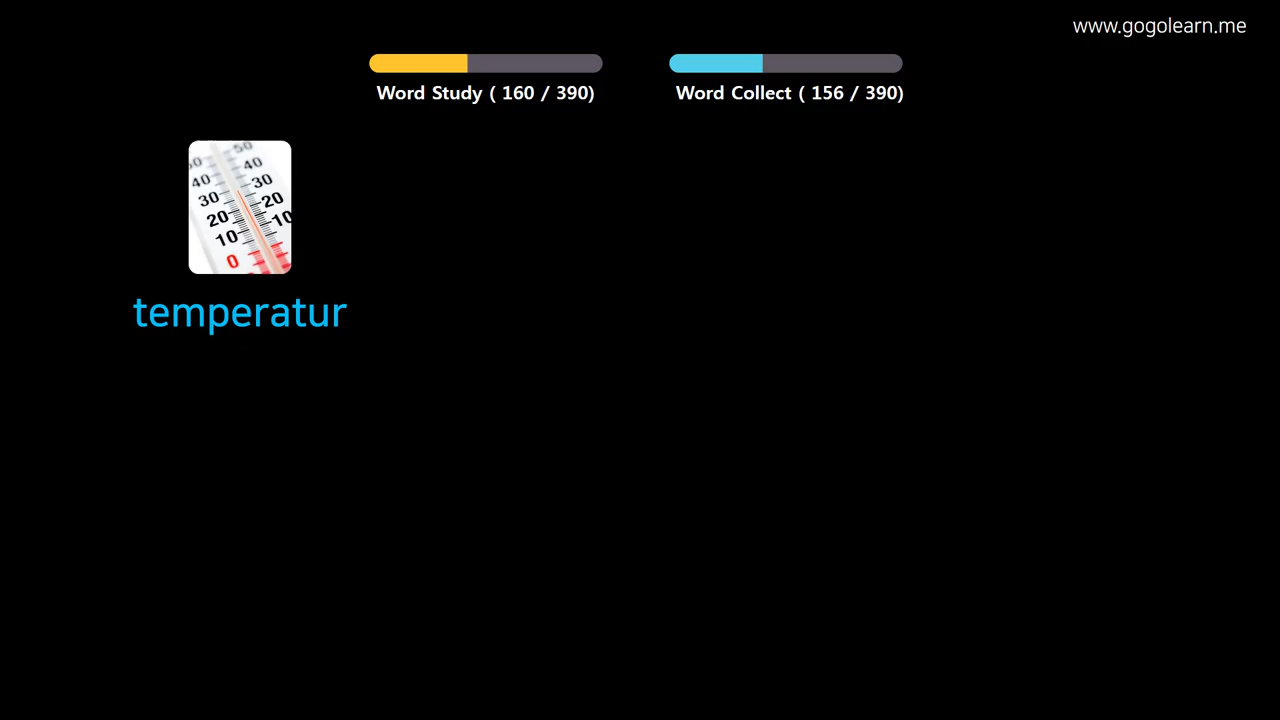 www.gogolearn.me
Word Study ( 160 / 390)
Word Collect ( 156 / 390)
50
50 40
40 30
30 20
20 10
10
0
temperatur